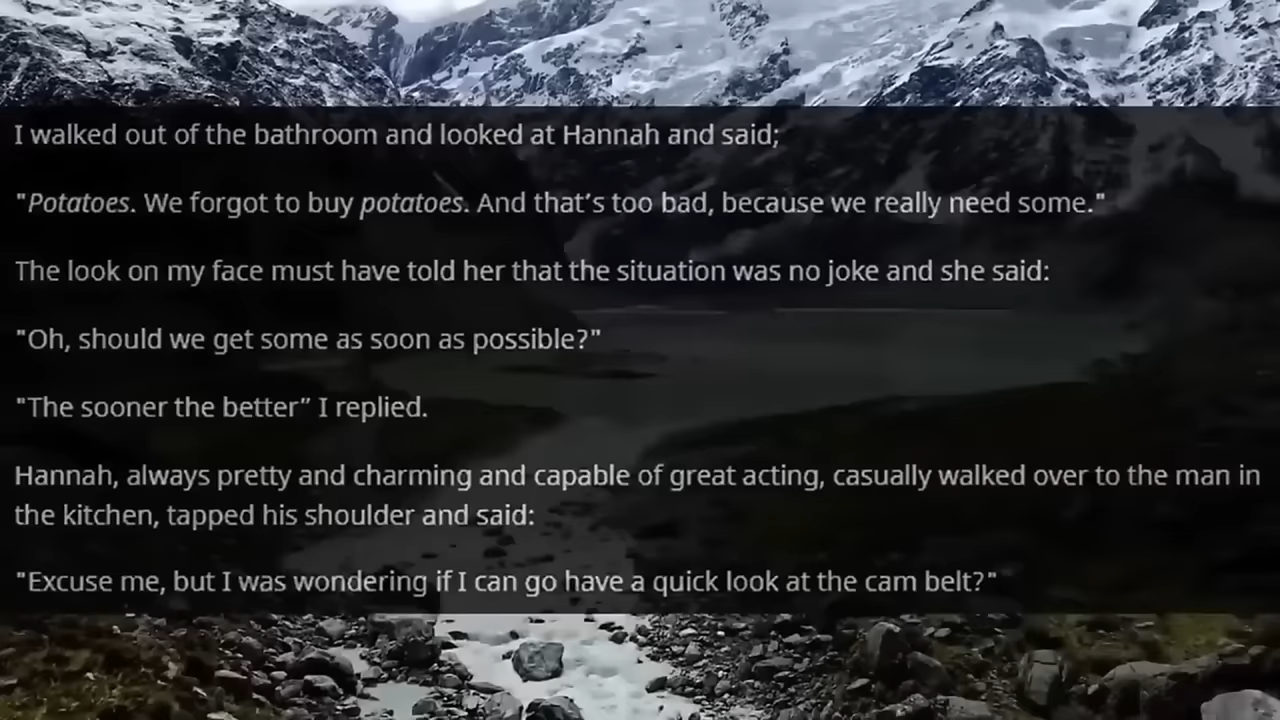 I walked out of the bathroom and looked at Hannah and said;
"Potatoes. We forgot to buy potatoes. And that’s too bad, because we really need some."
The look on my face must have told her that the situation was no joke and she said:
"Oh, should we get some as soon as possible?"
"The sooner the better” I replied.
Hannah, always pretty and charming and capable of great acting, casually walked over to the man in
the kitchen, tapped his shoulder and said:
"Excuse me, but I was wondering if I can go have a quick look at the cam belt?"